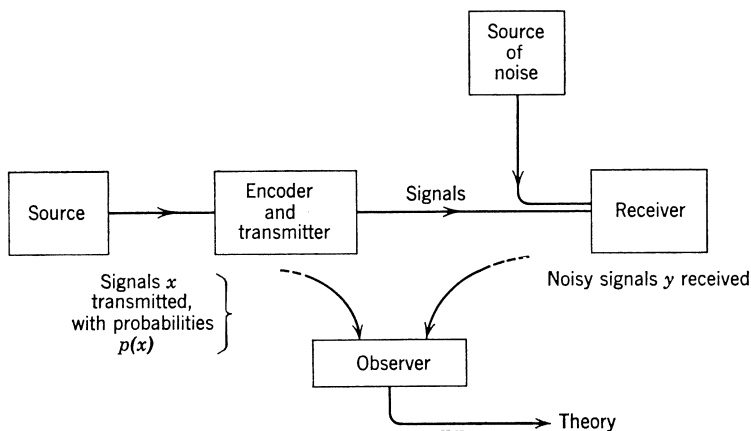 Source
of
noise
Source
Encoder
and
transmitter
Signals
Receiver
Signals x
transmitted,
with probabilities
p(x)
Noisy signals y received
Observer
Theory